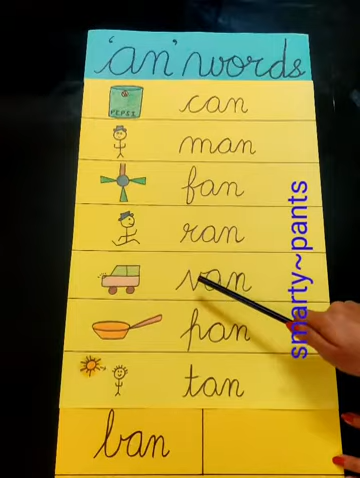 'an' words
PEPSI
can
man
fan
ran
van
pan
tan
ban
smarty~pants